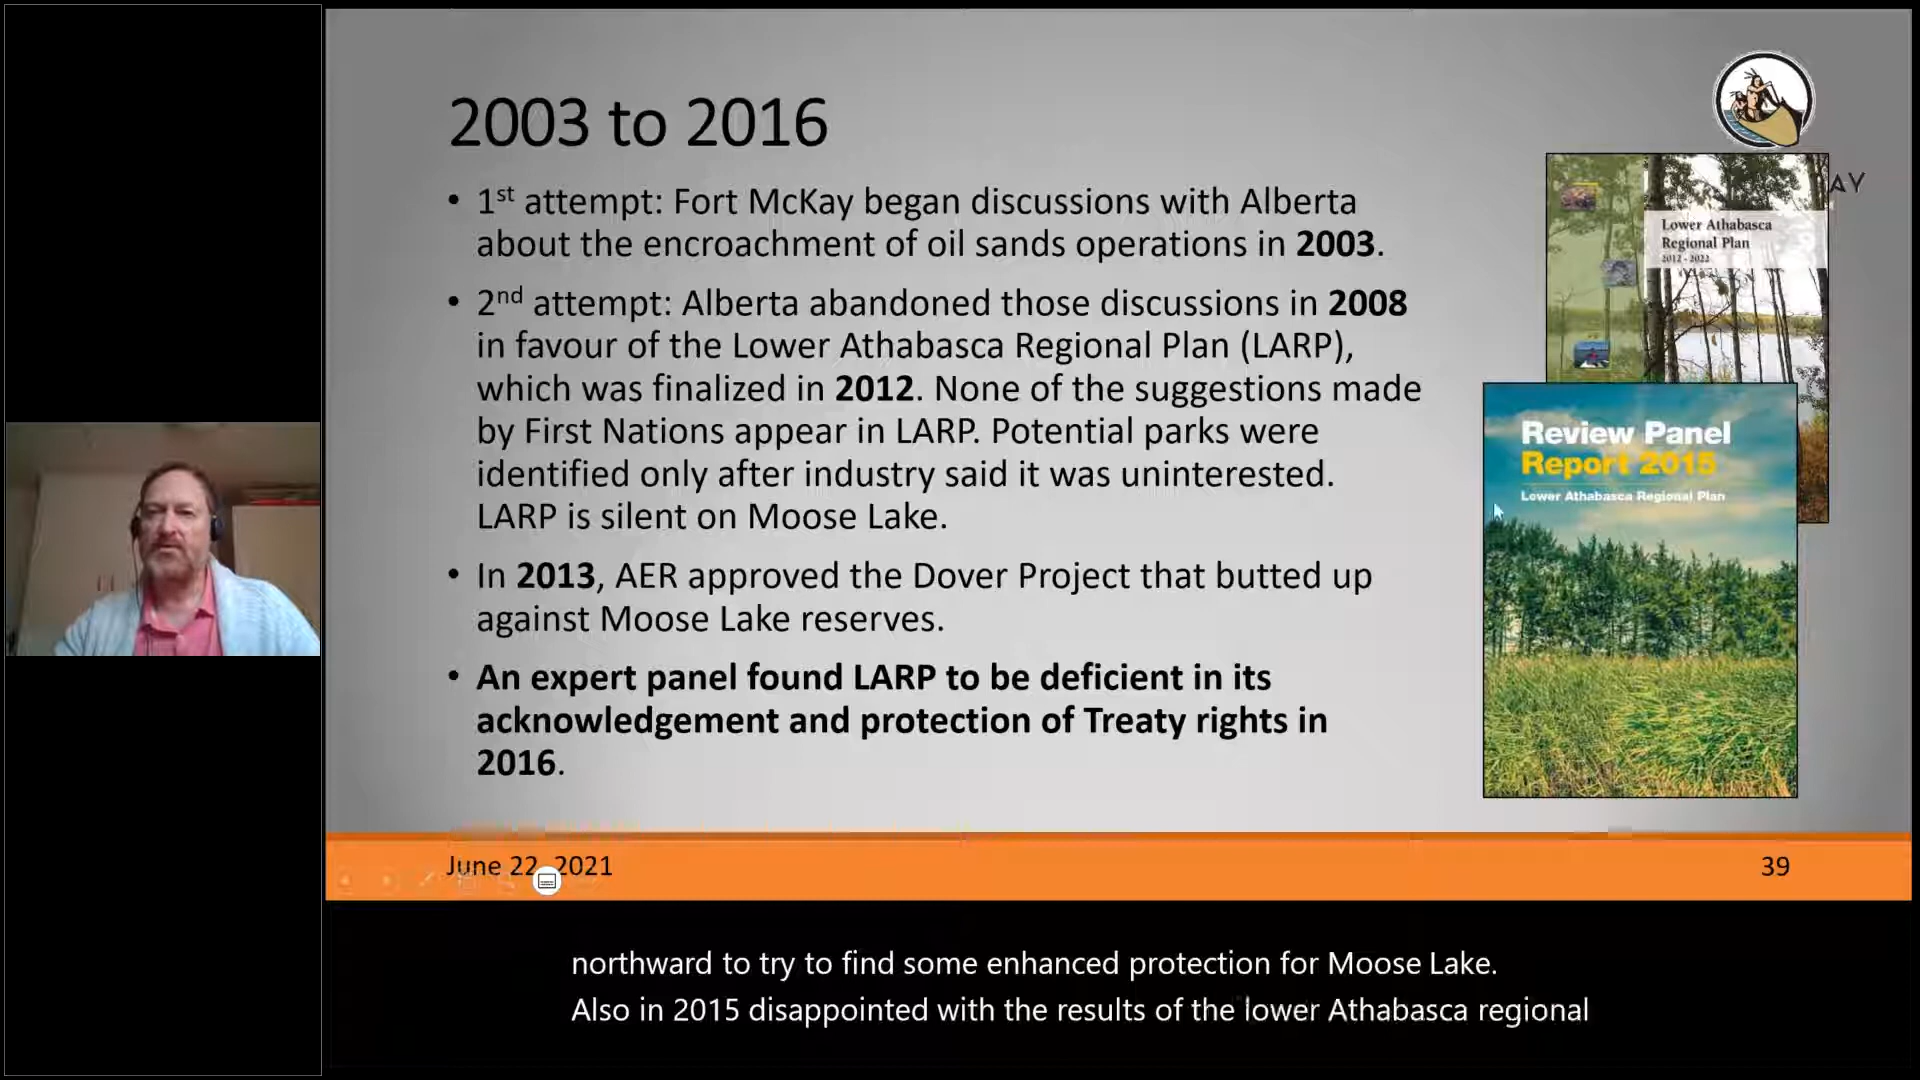 2003 to 2016
• 1st attempt: Fort McKay began discussions with Alberta
about the encroachment of oil sands operations in 2003.
• 2nd attempt: Alberta abandoned those discussions in 2008
in favour of the Lower Athabasca Regional Plan (LARP),
which was finalized in 2012. None of the suggestions made
by First Nations appear in LARP. Potential parks were
identified only after industry said it was uninterested.
LARP is silent on Moose Lake.
• In 2013, AER approved the Dover Project that butted up
against Moose Lake reserves.
• An expert panel found LARP to be deficient in its
acknowledgement and protection of Treaty rights in
2016.
AY
Lower Athabasca
Regional Plan
2012 - 2022
Review Panel
Report 2015
Lower Athabasca Regional Plan
June 22, 2021
39
northward to try to find some enhanced protection for Moose Lake.
Also in 2015 disappointed with the results of the lower Athabasca regional